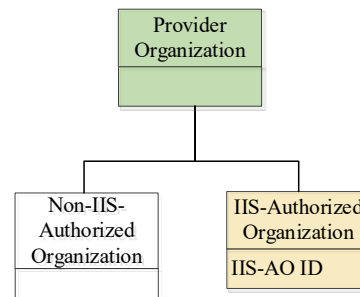 Provider
Organization
Non-IIS-
Authorized
Organization
IIS-Authorized
Organization
IIS-AO ID